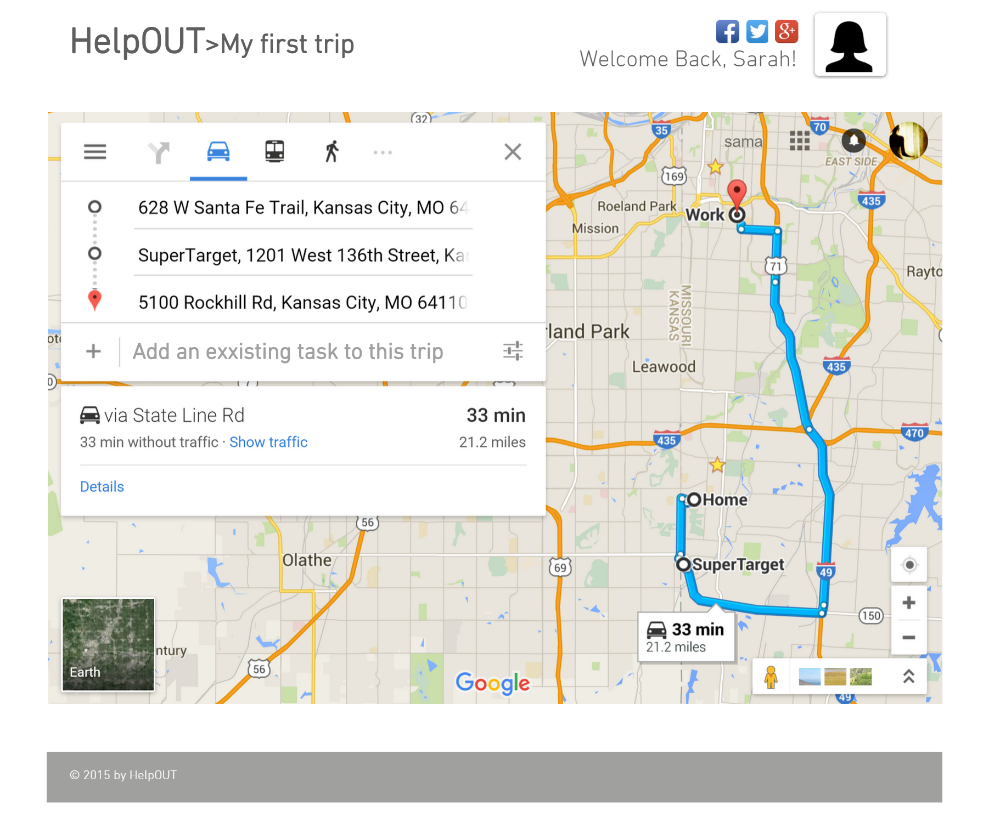 HelpOUT>My first trip
Welcome Back, Sarah!
628 W Santa Fe Trail, Kansas City, MO 64
SuperTarget, 1201 West 136th Street, Kan
5100 Rockhill Rd, Kansas City, MO 64110
Add an exxisting task to this trip
via State Line Rd
33 min
33 min without traffic · Show traffic
21.2 miles
Details
32
35
70
sama
EAST SIDE
169
435
Roeland Park
Work
Mission
71
Rayto
MISSOURI
KANSAS
rland Park
Leawood
435
435
470
Home
56
Olathe
69
SuperTarget
49
150
33 min
21.2 miles
ntury
56
Earth
Google
49
© 2015 by HelpOUT